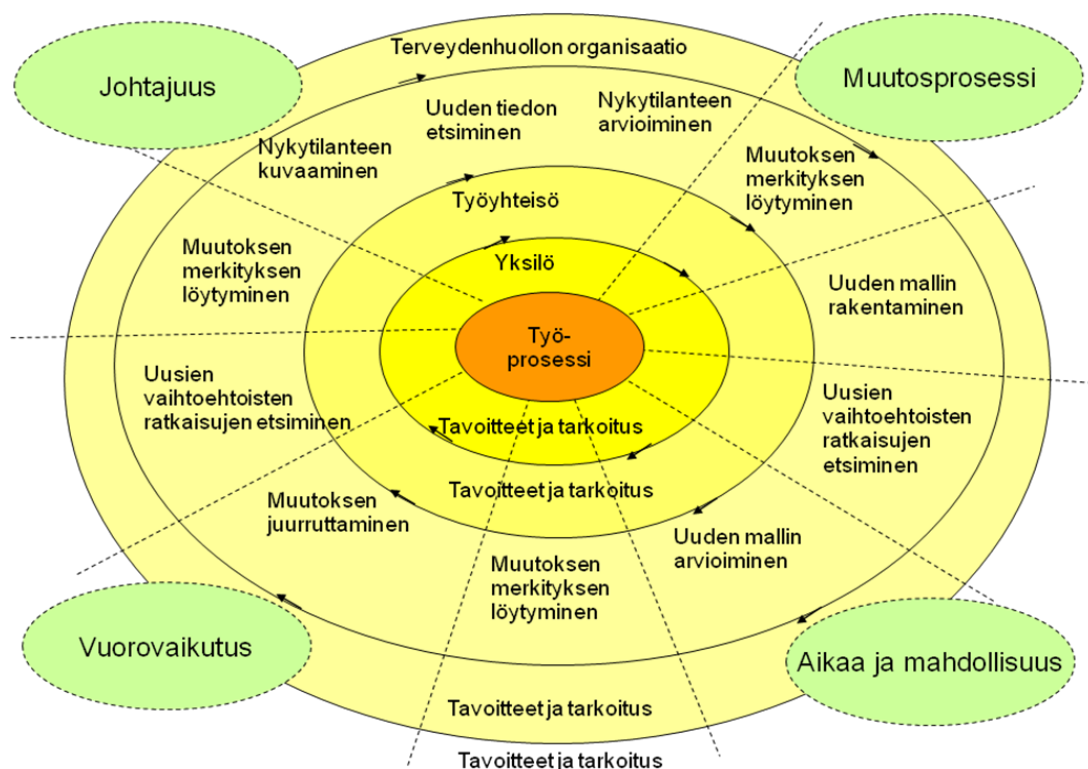 Terveydenhuollon organisaatio
Johtajuus
Muutosprosessi
Uuden tiedon
etsiminen
Nykytilanteen
arvioiminen
Nykytilanteen
kuvaaminen
Muutoksen
merkityksen
löytyminen
Työyhteisö
Muutoksen
merkityksen
löytyminen
Yksilö
Uuden mallin
rakentaminen
Työ-
prosessi
Uusien
vaihtoehtoisten
ratkaisujen etsiminen
Uusien
vaihtoehtoisten
ratkaisujen
etsiminen
Tavoitteet ja tarkoitus
Tavoitteet ja tarkoitus
Muutoksen
juurruttaminen
Uuden mallin
arvioiminen
Muutoksen
merkityksen
löytyminen
Vuorovaikutus
Aikaa ja mahdollisuus
Tavoitteet ja tarkoitus
Tavoitteet ja tarkoitus